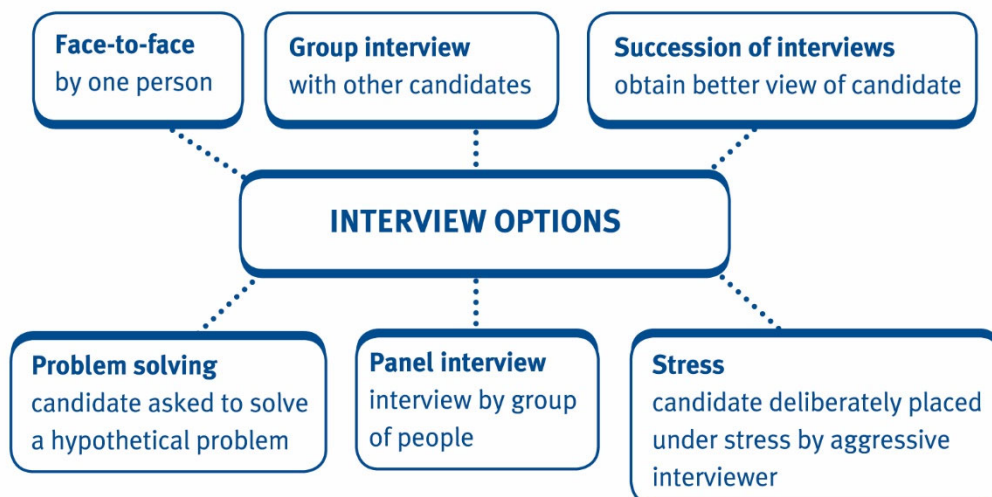 Face-to-face
by one person
Group interview
with other candidates
Succession of interviews
obtain better view of candidate
INTERVIEW OPTIONS
Problem solving
candidate asked to solve
a hypothetical problem
Panel interview
interview by group
of people
Stress
candidate deliberately placed
under stress by aggressive
interviewer